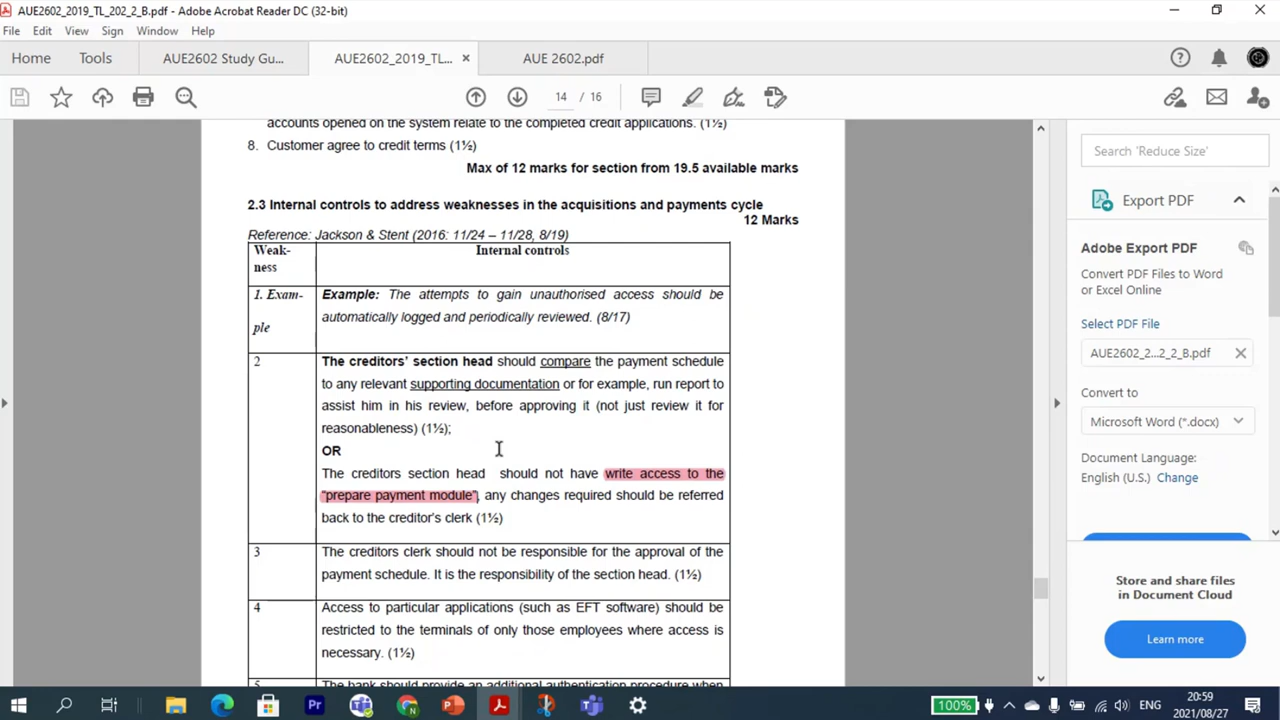 AUE2602_2019_TL_202_2_B.pdf - Adobe Acrobat Reader DC (32-bit)
File Edit View Sign Window Help
Home Tools AUE2602 Study Gu... AUE2602_2019_TL... AUE 2602.pdf
14 / 16
accounts opened on the system relate to the completed credit applications. (1½)
8. Customer agree to credit terms (1½)
Max of 12 marks for section from 19.5 available marks
2.3 Internal controls to address weaknesses in the acquisitions and payments cycle
12 Marks
Reference: Jackson & Stent (2016: 11/24 – 11/28, 8/19)
Weak-
ness
Internal controls
1. Exam-
ple
Example: The attempts to gain unauthorised access should be
automatically logged and periodically reviewed. (8/17)
2
The creditors' section head should compare the payment schedule
to any relevant supporting documentation or for example, run report to
assist him in his review, before approving it (not just review it for
reasonableness) (1½);
OR
The creditors section head should not have write access to the
"prepare payment module", any changes required should be referred
back to the creditor's clerk (1½)
3
The creditors clerk should not be responsible for the approval of the
payment schedule. It is the responsibility of the section head. (1½)
4
Access to particular applications (such as EFT software) should be
restricted to the terminals of only those employees where access is
necessary. (1½)
5
The bank should provide an additional authentication procedure when
Search 'Reduce Size'
Export PDF
Adobe Export PDF
Convert PDF Files to Word
or Excel Online
Select PDF File
AUE2602_2...2_2_B.pdf
Convert to
Microsoft Word (*.docx)
Document Language:
English (U.S.) Change
Store and share files
in Document Cloud
Learn more
100%
ENG
20:59
2021/08/27